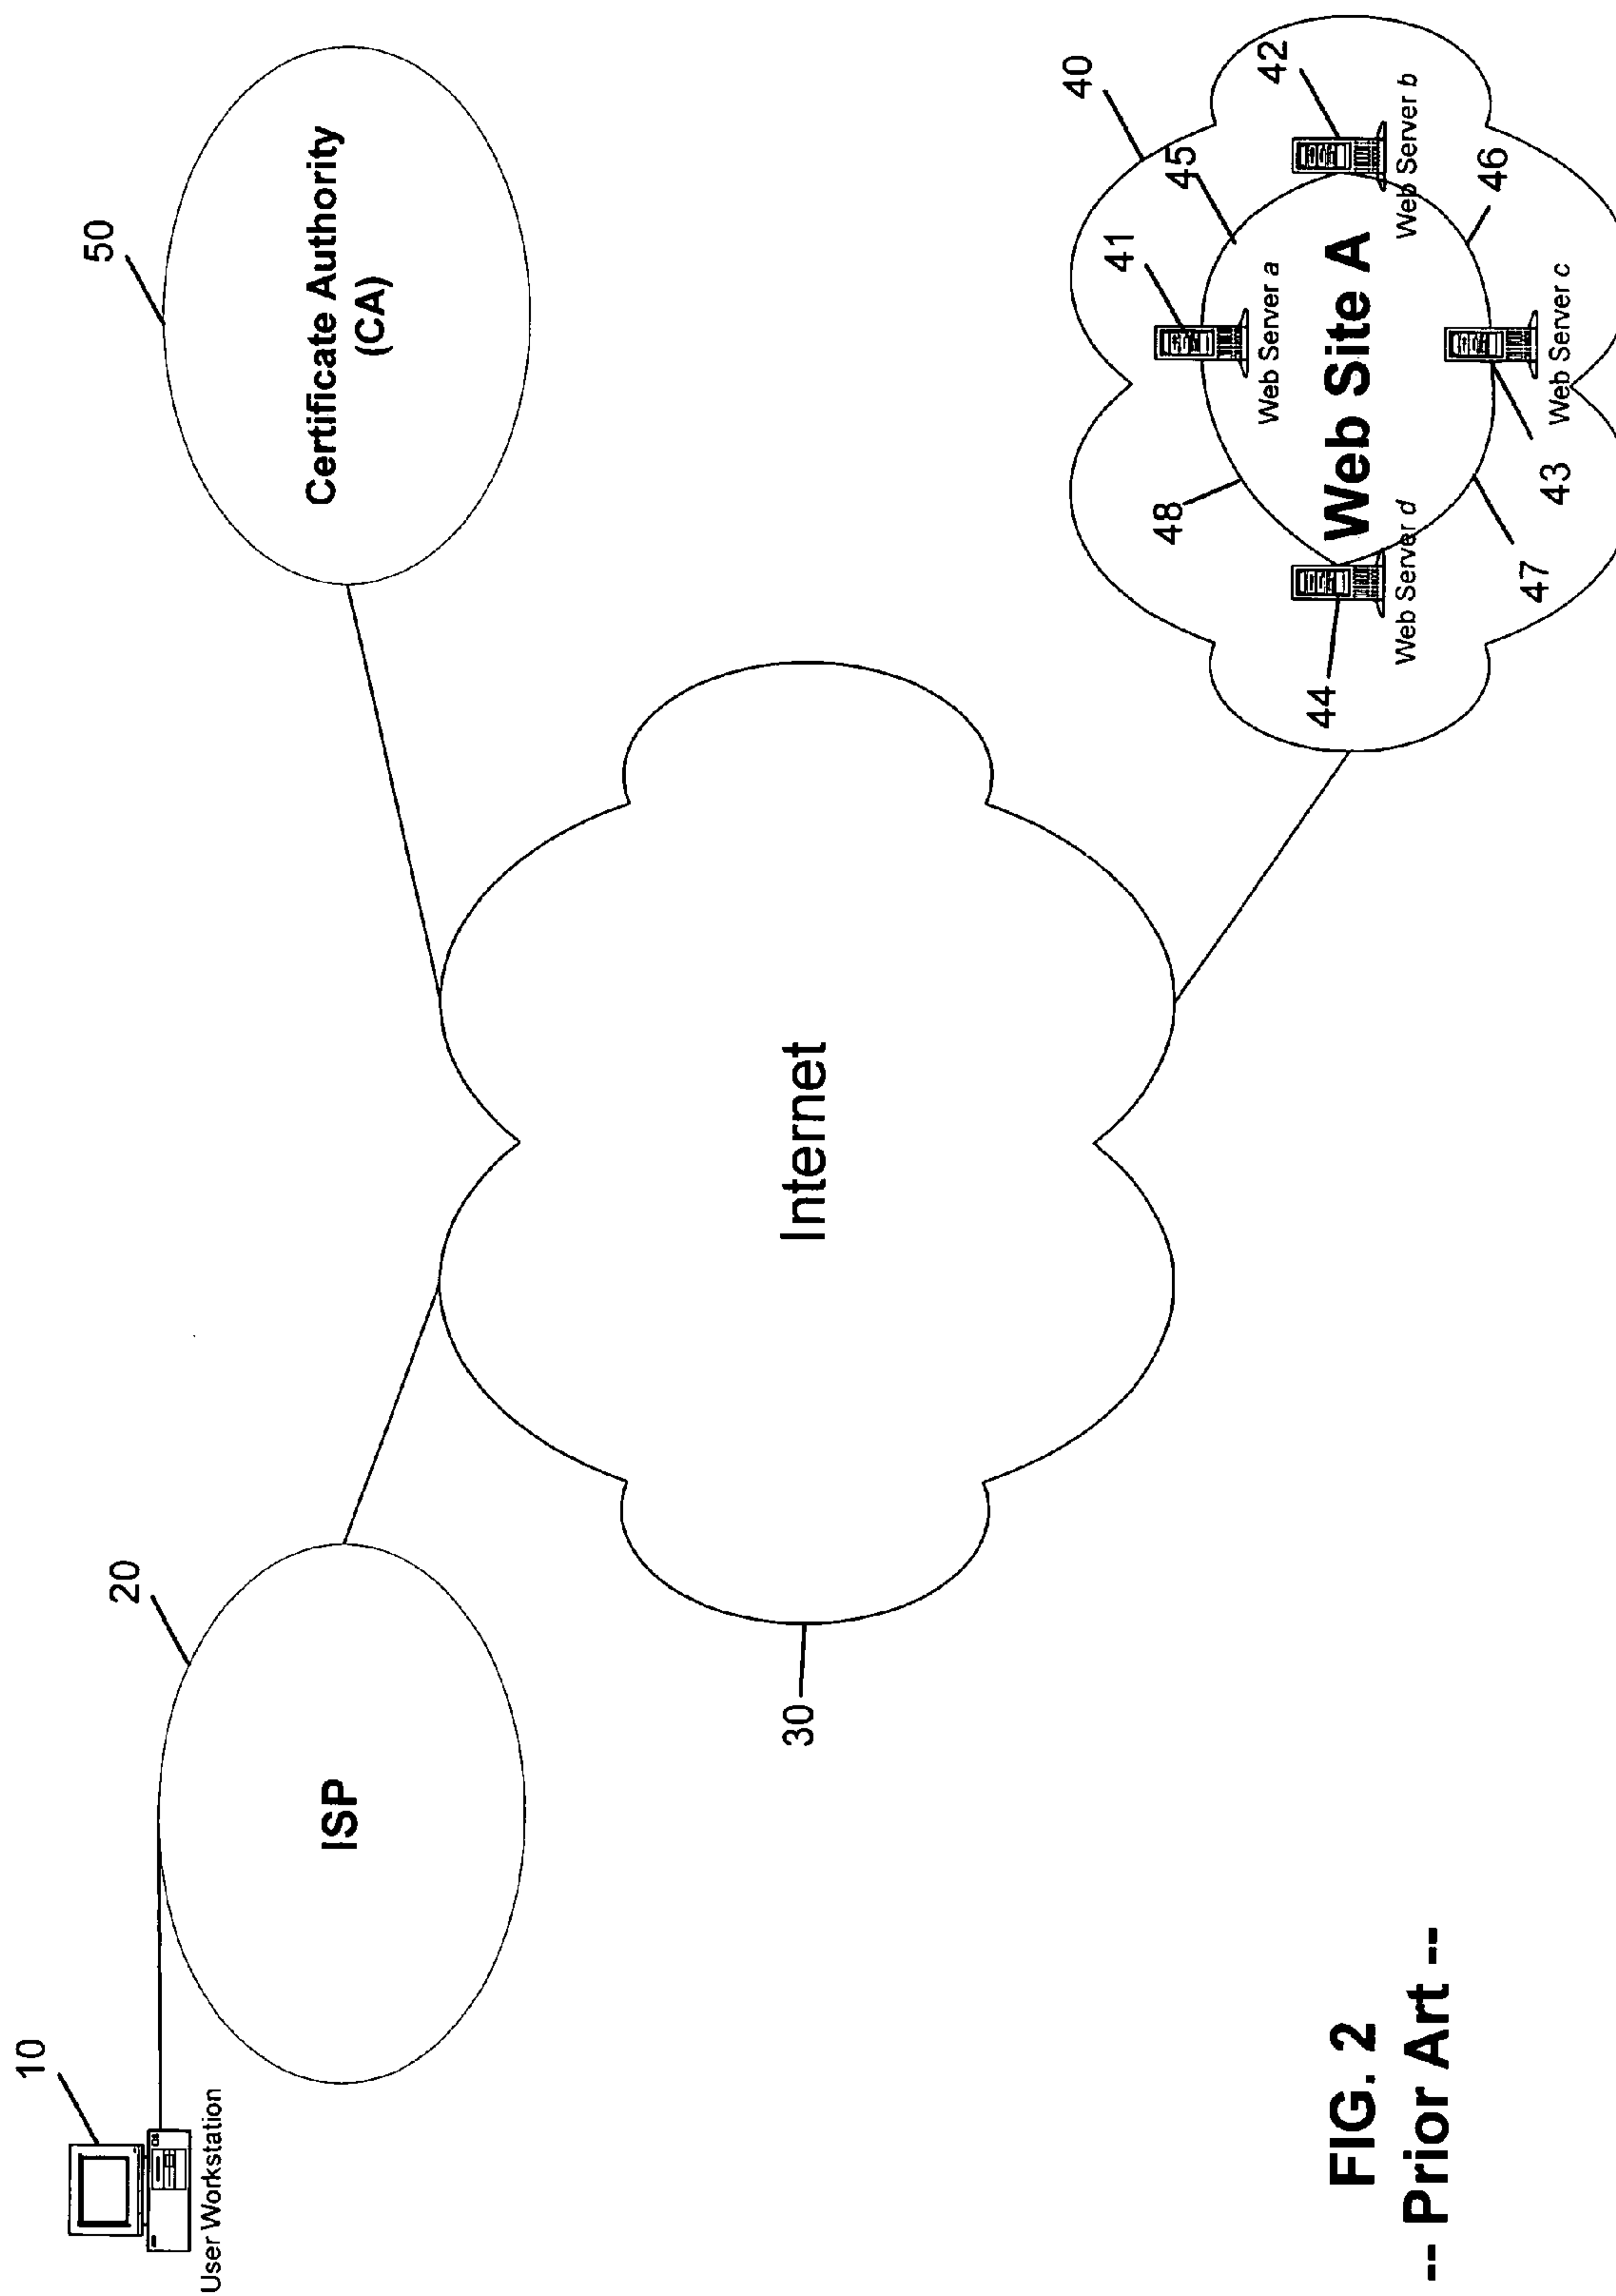 10
User Workstation
20
ISP
50
Certificate Authority
(CA)
30
Internet
40
45
41
42
Web Server a
Web Server b
48
Web Site A
46
44
Web Server d
Web Server c
43
47
FIG. 2
-- Prior Art --